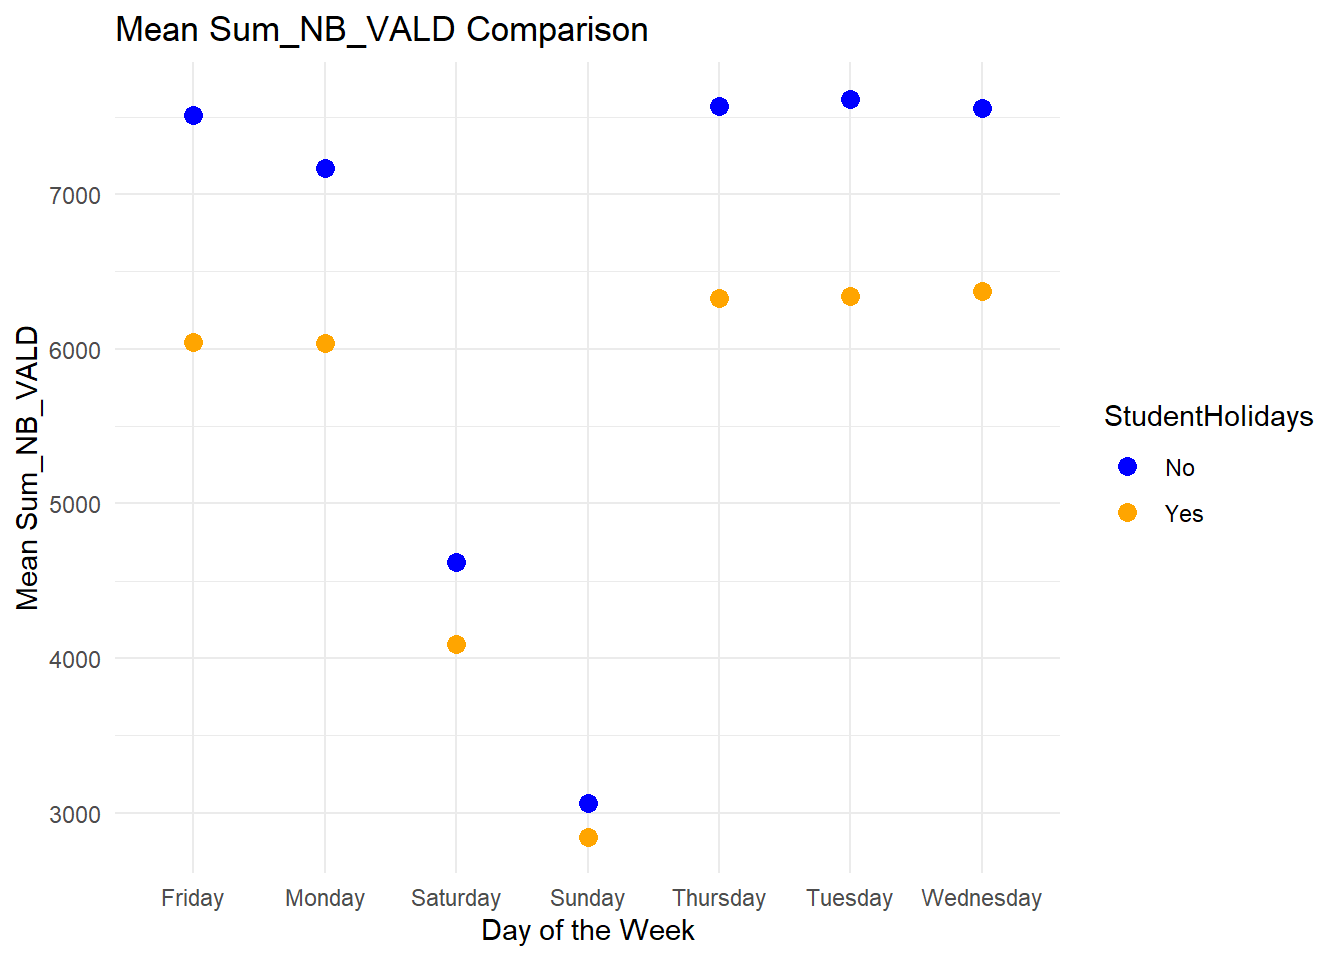 Mean Sum_NB_VALD Comparison
Mean Sum_NB_VALD
7000
6000
5000
4000
3000
Friday Monday Saturday Sunday Thursday Tuesday Wednesday
Day of the Week
StudentHolidays
No
Yes